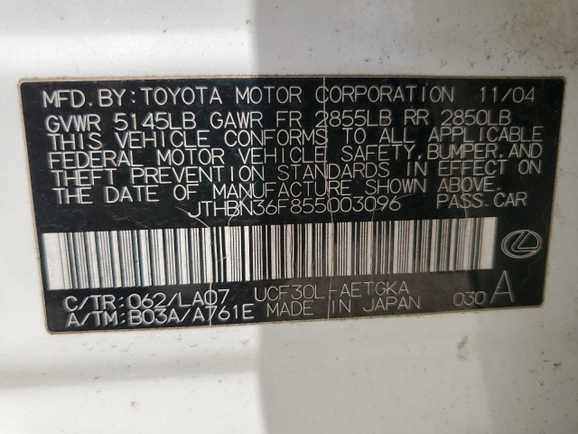 MFD. BY: TOYOTA MOTOR CORPORATION 11/04
GVWR 5145LB GAWR FR 2855LB RR 2850LB
THIS VEHICLE CONFORMS TO ALL APPLICABLE
FEDERAL MOTOR VEHICLE SAFETY, BUMPER, AND
THEFT PREVENTION STANDARDS IN EFFECT ON
THE DATE OF MANUFACTURE SHOWN ABOVE.
JTHBN36F855003096 PASS. CAR
C/TR: 062/LA07 UCF30L-AETGKA 030 A
A/TM: B03A/A761E MADE IN JAPAN